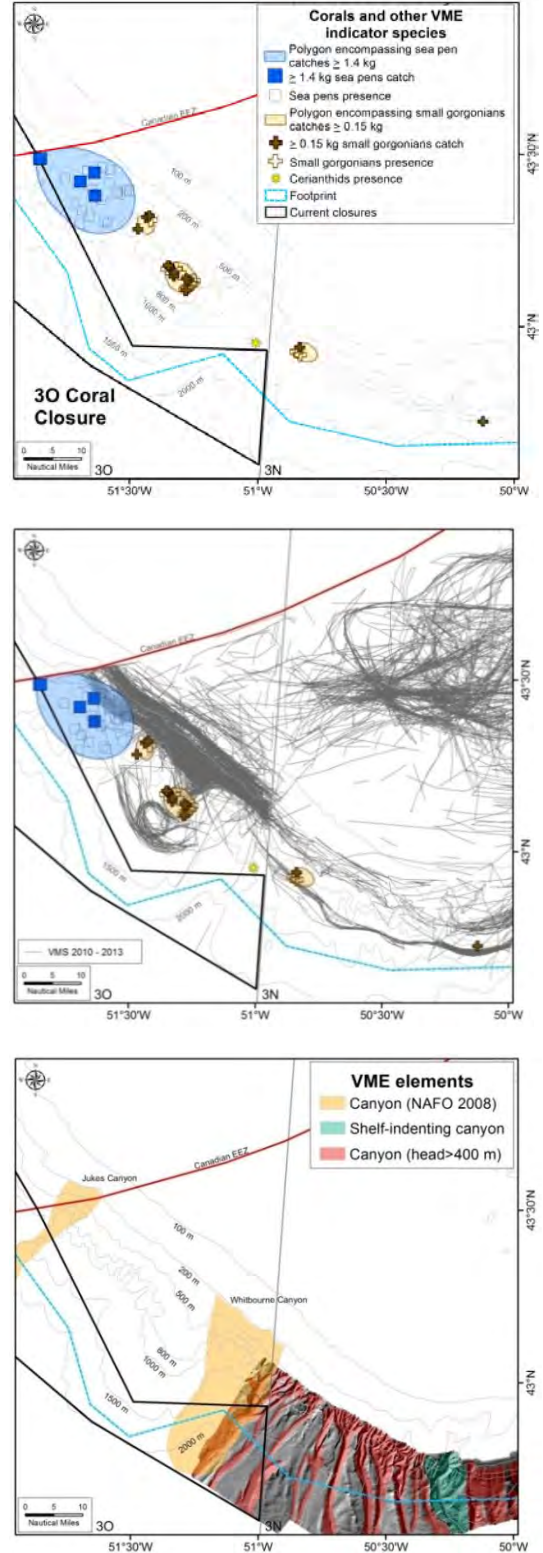 Corals and other VME
indicator species
Polygon encompassing sea pen
catches ≥ 1.4 kg
≥ 1.4 kg sea pens catch
Sea pens presence
Polygon encompassing small gorgonians
catches ≥ 0.15 kg
≥ 0.15 kg small gorgonians catch
Small gorgonians presence
Cerianthids presence
Footprint
Current closures
Canadian EEZ
100 m
200 m
500 m
800 m
1000 m
2000 m
3O Coral
Closure
0 5 10
Nautical Miles
3O
3N
43°30'N
43°N
51°30'W
51°W
50°30'W
50°W
Canadian EEZ
1500 m
2000 m
VMS 2010 - 2013
0 5 10
Nautical Miles
3O
3N
43°30'N
43°N
51°30'W
51°W
50°30'W
50°W
VME elements
Canyon (NAFO 2008)
Shelf-indenting canyon
Canyon (head>400 m)
Canadian EEZ
Jukes Canyon
100 m
200 m
500 m
Whitbourne Canyon
800 m
1000 m
1500 m
2000 m
0 5 10
Nautical Miles
3O
3N
43°30'N
43°N
51°30'W
51°W
50°30'W
50°W